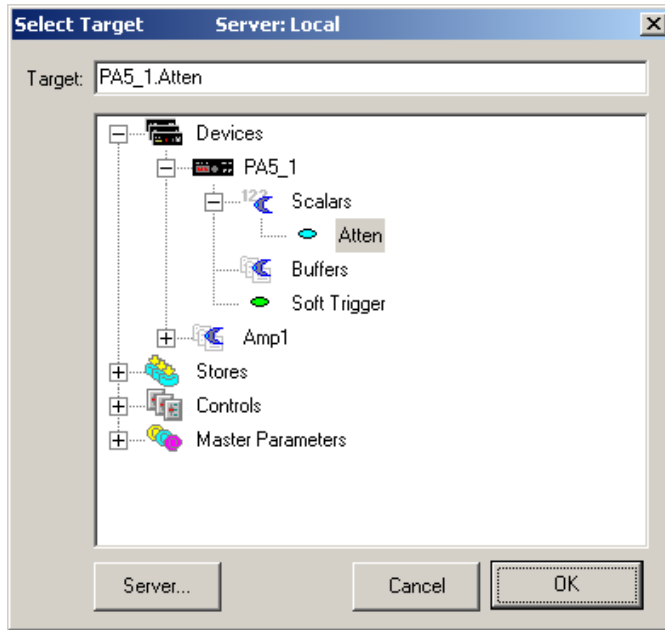 Select Target Server: Local
Target: PA5_1.Atten
Devices
PA5_1
123 Scalars
Atten
Buffers
Soft Trigger
Amp1
Stores
Controls
Master Parameters
Server... Cancel OK